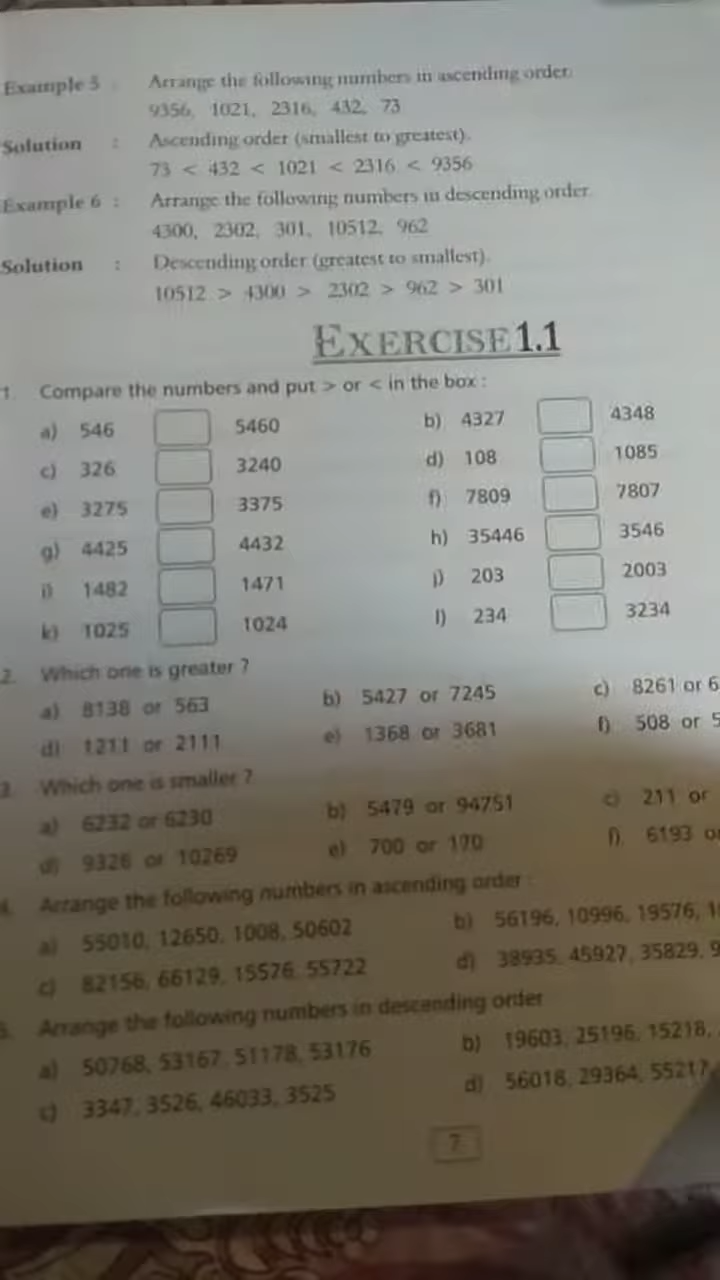 Example 5 : Arrange the following numbers in ascending order.
9356, 1021, 2316, 432, 73
Solution : Ascending order (smallest to greatest).
73 < 432 < 1021 < 2316 < 9356
Example 6 : Arrange the following numbers in descending order.
4300, 2302, 301, 10512, 962
Solution : Descending order (greatest to smallest).
10512 > 4300 > 2302 > 962 > 301
EXERCISE 1.1
1. Compare the numbers and put > or < in the box :
a) 546 5460 b) 4327 4348
c) 326 3240 d) 108 1085
e) 3275 3375 f) 7809 7807
g) 4425 4432 h) 35446 3546
i) 1482 1471 j) 203 2003
k) 1025 1024 l) 234 3234
2. Which one is greater ?
a) 8138 or 563 b) 5427 or 7245 c) 8261 or 6
d) 1211 or 2111 e) 1368 or 3681 f) 508 or 5
3. Which one is smaller ?
a) 6232 or 6230 b) 5479 or 94751 c) 211 or
d) 9326 or 10269 e) 700 or 170 f) 6193 or
4. Arrange the following numbers in ascending order :
a) 55010, 12650, 1008, 50602 b) 56196, 10996, 19576, 1
c) 82156, 66129, 15576, 55722 d) 38935, 45927, 35829, 9
5. Arrange the following numbers in descending order
a) 50768, 53167, 51178, 53176 b) 19603, 25196, 15218,
c) 3347, 3526, 46033, 3525 d) 56018, 29364, 55217,
7